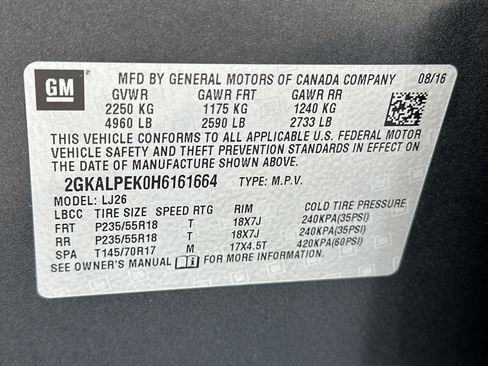 GM
MFD BY GENERAL MOTORS OF CANADA COMPANY 08/16
GVWR GAWR FRT GAWR RR
2250 KG 1175 KG 1240 KG
4960 LB 2590 LB 2733 LB
THIS VEHICLE CONFORMS TO ALL APPLICABLE U.S. FEDERAL MOTOR
VEHICLE SAFETY AND THEFT PREVENTION STANDARDS IN EFFECT ON
THE DATE OF MANUFACTURE SHOWN ABOVE.
2GKALPEK0H6161664 TYPE: M.P.V.
MODEL: LJ26
LBCC TIRE SIZE SPEED RTG RIM COLD TIRE PRESSURE
FRT P235/55R18 T 18X7J 240KPA(35PSI)
RR P235/55R18 T 18X7J 240KPA(35PSI)
SPA T145/70R17 M 17X4.5T 420KPA(60PSI)
SEE OWNER'S MANUAL FOR MORE INFORMATION